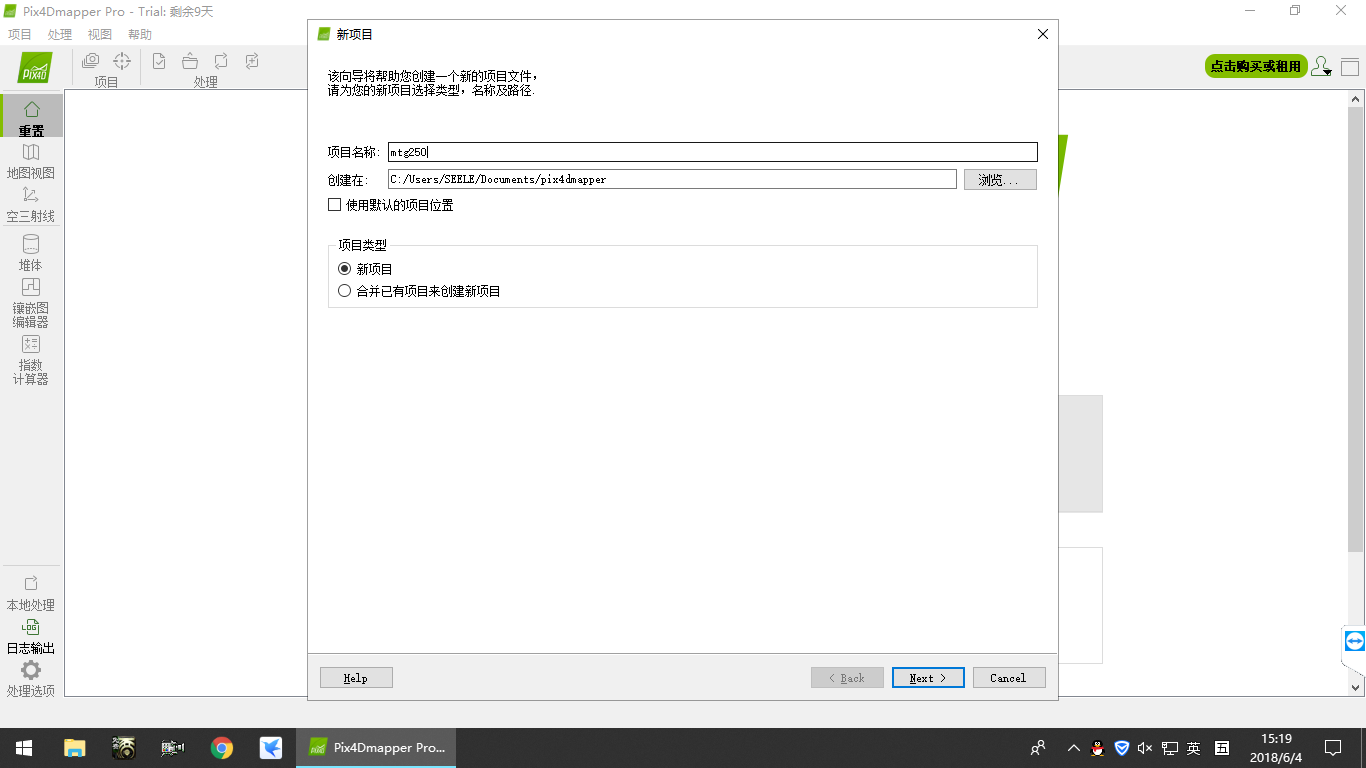 Pix4Dmapper Pro - Trial: 剩余9天
项目 处理 视图 帮助
PIX4D
项目
处理
点击购买或租用
重置
地图视图
空三射线
堆体
镶嵌图
编辑器
指数
计算器
本地处理
LOG
日志输出
处理选项
新项目
该向导将帮助您创建一个新的项目文件，
请为您的新项目选择类型，名称及路径.
项目名称: mtg250
创建在: C:/Users/SEELE/Documents/pix4dmapper 浏览...
使用默认的项目位置
项目类型
新项目
合并已有项目来创建新项目
Help < Back Next > Cancel
PIX4D Pix4Dmapper Pro...
英 五
15:19
2018/6/4